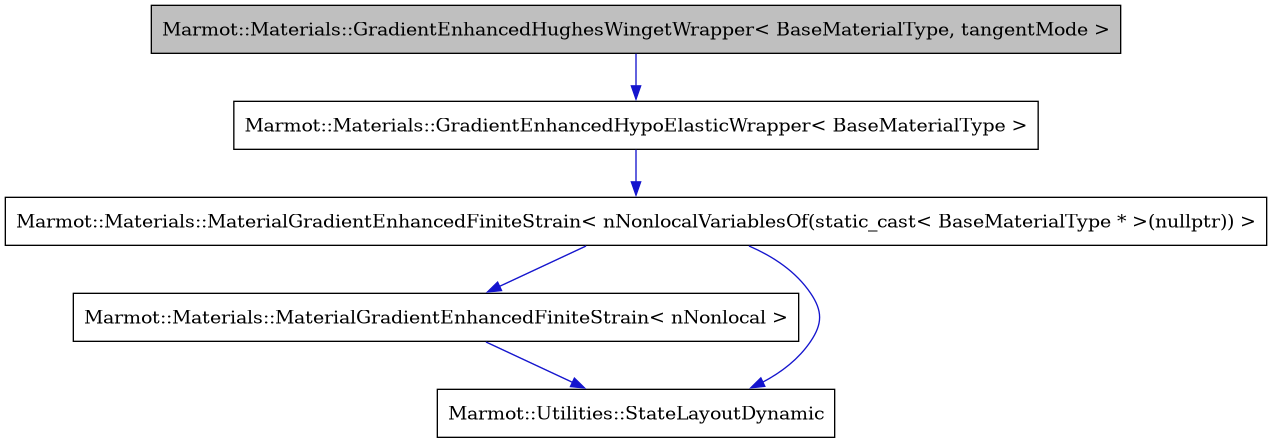 Marmot::Materials::GradientEnhancedHughesWingetWrapper< BaseMaterialType, tangentMode >
Marmot::Materials::GradientEnhancedHypoElasticWrapper< BaseMaterialType >
Marmot::Materials::MaterialGradientEnhancedFiniteStrain< nNonlocalVariablesOf(static_cast< BaseMaterialType * >(nullptr)) >
Marmot::Materials::MaterialGradientEnhancedFiniteStrain< nNonlocal >
Marmot::Utilities::StateLayoutDynamic